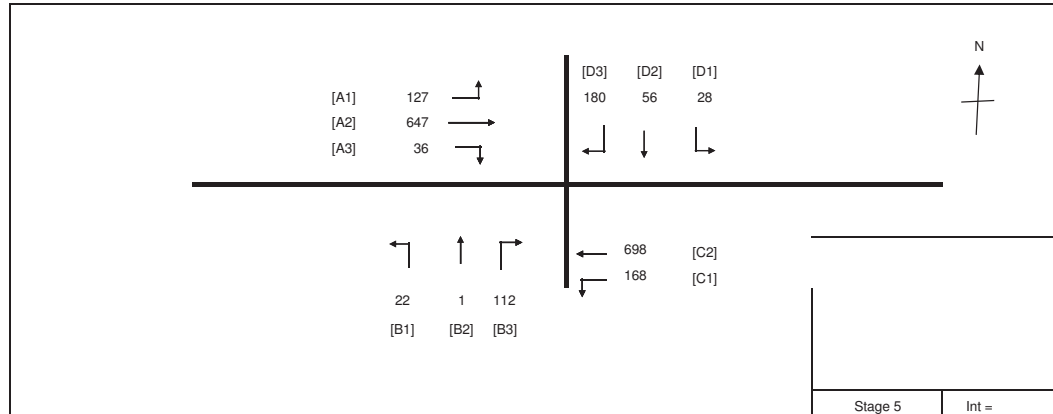 N
[D3] [D2] [D1]
180 56 28
[A1] 127
[A2] 647
[A3] 36
698 [C2]
168 [C1]
22 1 112
[B1] [B2] [B3]
Stage 5 Int =